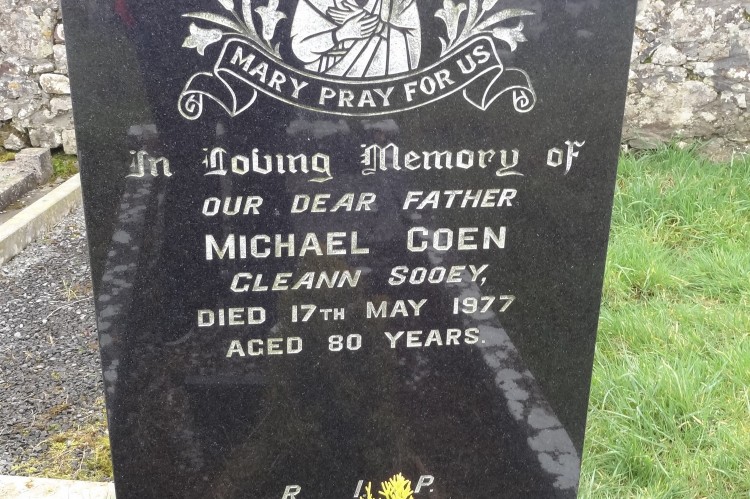 MARY PRAY FOR US
In Loving Memory of
OUR DEAR FATHER
MICHAEL COEN
GLEANN SOOEY,
DIED 17TH MAY 1977
AGED 80 YEARS.
R. I. P.